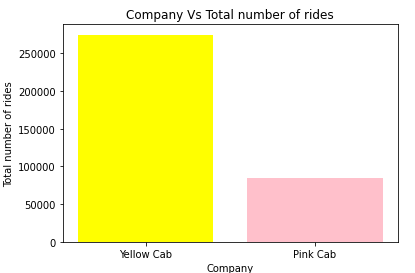 Company Vs Total number of rides
Total number of rides
250000
200000
150000
100000
50000
0
Yellow Cab
Pink Cab
Company